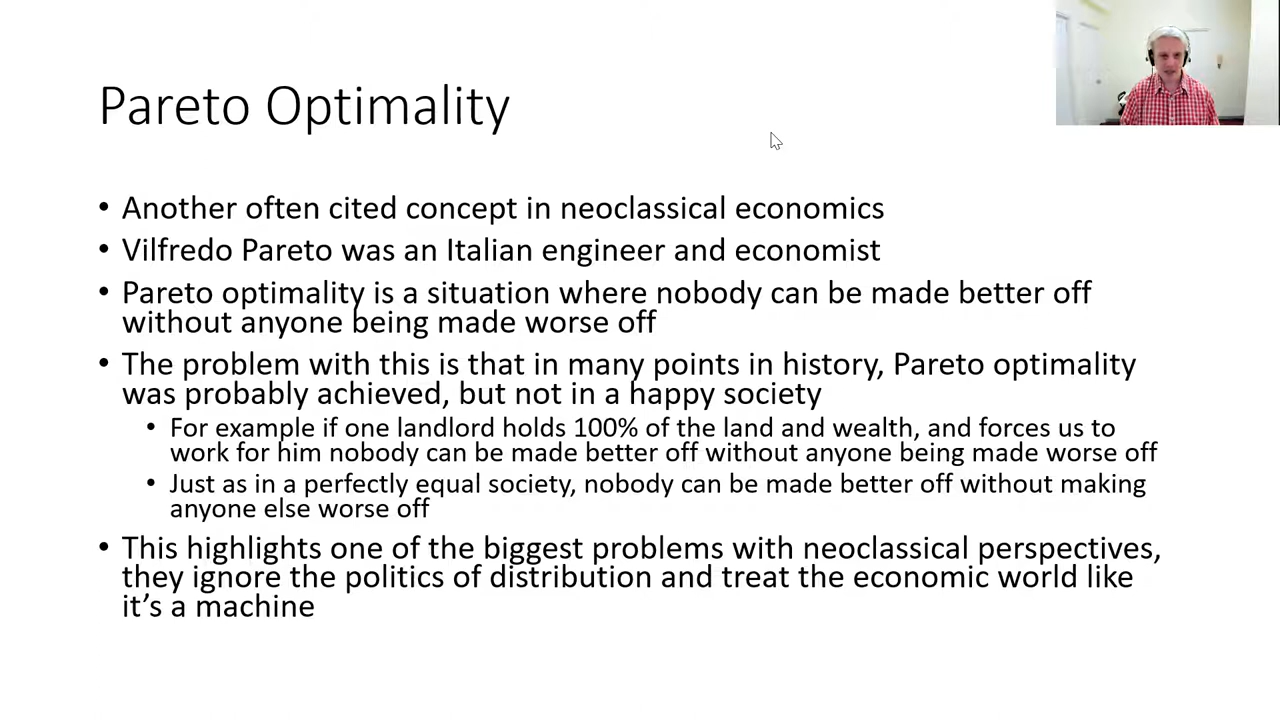 Pareto Optimality
• Another often cited concept in neoclassical economics
• Vilfredo Pareto was an Italian engineer and economist
• Pareto optimality is a situation where nobody can be made better off
without anyone being made worse off
• The problem with this is that in many points in history, Pareto optimality
was probably achieved, but not in a happy society
• For example if one landlord holds 100% of the land and wealth, and forces us to
work for him nobody can be made better off without anyone being made worse off
• Just as in a perfectly equal society, nobody can be made better off without making
anyone else worse off
• This highlights one of the biggest problems with neoclassical perspectives,
they ignore the politics of distribution and treat the economic world like
it’s a machine